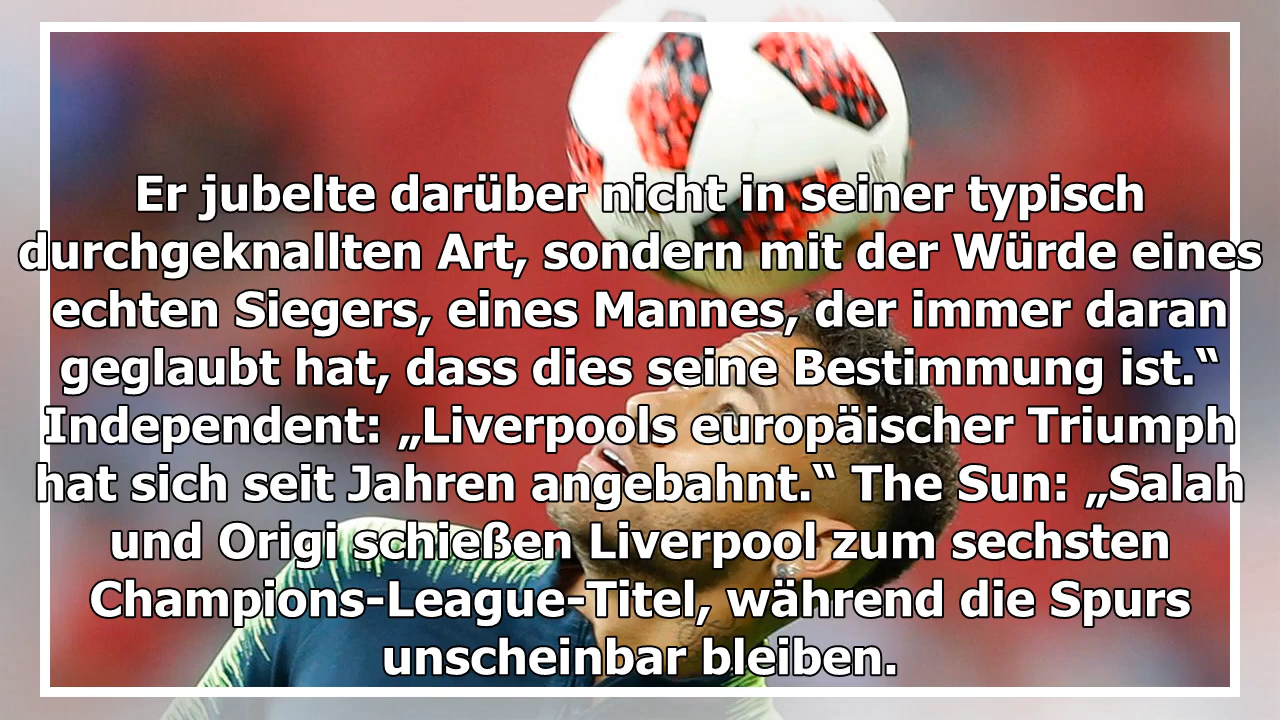 Er jubelte darüber nicht in seiner typisch
durchgeknallten Art, sondern mit der Würde eines
echten Siegers, eines Mannes, der immer daran
geglaubt hat, dass dies seine Bestimmung ist.“
Independent: „Liverpools europäischer Triumph
hat sich seit Jahren angebahnt.“ The Sun: „Salah
und Origi schießen Liverpool zum sechsten
Champions-League-Titel, während die Spurs
unscheinbar bleiben.